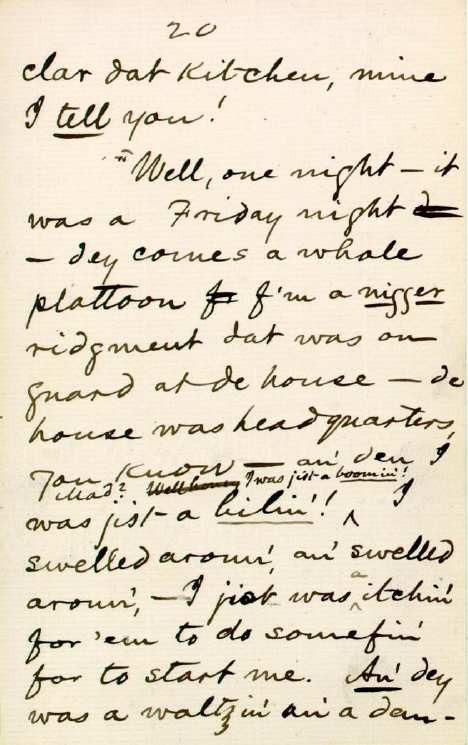 20
clar dat kitchen, mine
I tell you!
"Well, one night — it
was a Friday night
— dey comes a whole
plattoon f'm a nigger
ridgment dat was on
guard at de house — de
house was headquarters,
you know — an' den I
Mad? Well honey I was jist a boomin'!
was jist a bilin'! I
swelled aroun', an' swelled
aroun', — I jist was a itchin'
for 'em to do somefin'
for to start me. An' dey
was a waltzin' an' a dan-